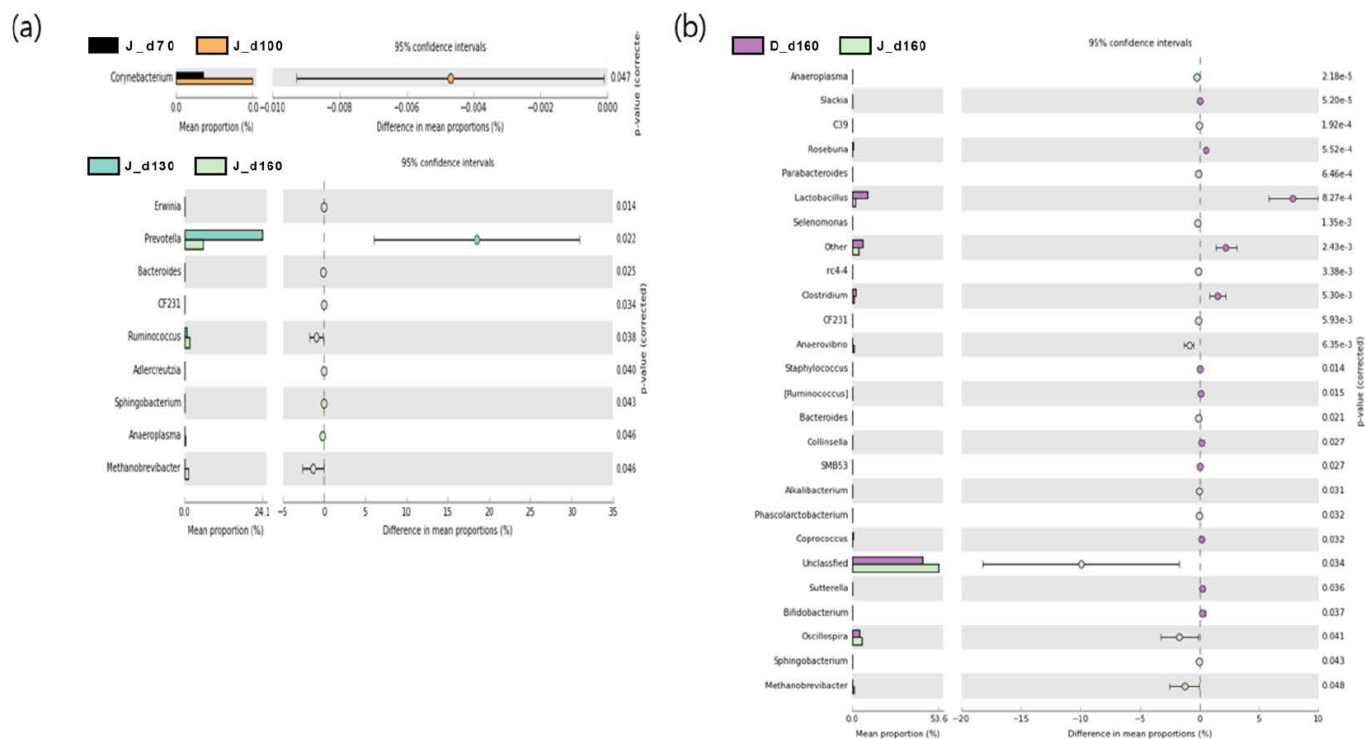 (a)
J_d70 J_d100
95% confidence intervals
Corynebacterium
0.047
0.0 0.0 −0.010 −0.008 −0.006 −0.004 −0.002 0.000
Mean proportion (%) Difference in mean proportions (%)
p-value (correcte-
J_d130 J_d160
95% confidence intervals
Erwinia 0.014
Prevotella 0.022
Bacteroides 0.025
CF231 0.034
Ruminococcus 0.038
Adlercreutzia 0.040
Sphingobacterium 0.043
Anaeroplasma 0.046
Methanobrevibacter 0.046
0.0 24.1 −5 0 5 10 15 20 25 30 35
Mean proportion (%) Difference in mean proportions (%)
p-value (corrected)
(b)
D_d160 J_d160
95% confidence intervals
Anaeroplasma 2.18e-5
Slackia 5.20e-5
C39 1.92e-4
Roseburia 5.52e-4
Parabacteroides 6.46e-4
Lactobacillus 8.27e-4
Selenomonas 1.35e-3
Other 2.43e-3
rc4-4 3.38e-3
Clostridium 5.30e-3
CF231 5.93e-3
Anaerovibrio 6.35e-3
Staphylococcus 0.014
[Ruminococcus] 0.015
Bacteroides 0.021
Collinsella 0.027
SMB53 0.027
Alkalibacterium 0.031
Phascolarctobacterium 0.032
Coprococcus 0.032
Unclassfied 0.034
Sutterella 0.036
Bifidobacterium 0.037
Oscillospira 0.041
Sphingobacterium 0.043
Methanobrevibacter 0.048
0.0 53.6 −20 −15 −10 −5 0 5 10
Mean proportion (%) Difference in mean proportions (%)
p-value (corrected)